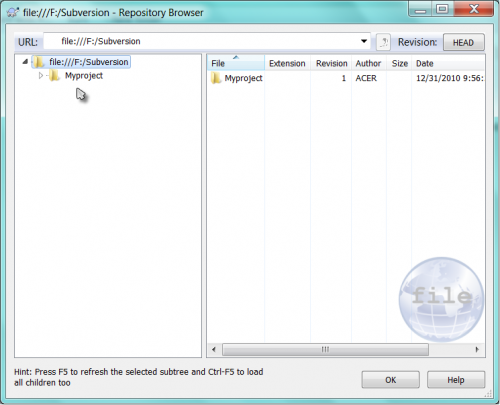 file:///F:/Subversion - Repository Browser
URL: file:///F:/Subversion Revision: HEAD
file:///F:/Subversion
Myproject
File Extension Revision Author Size Date
Myproject 1 ACER 12/31/2010 9:56:
file
Hint: Press F5 to refresh the selected subtree and Ctrl-F5 to load
all children too
OK Help